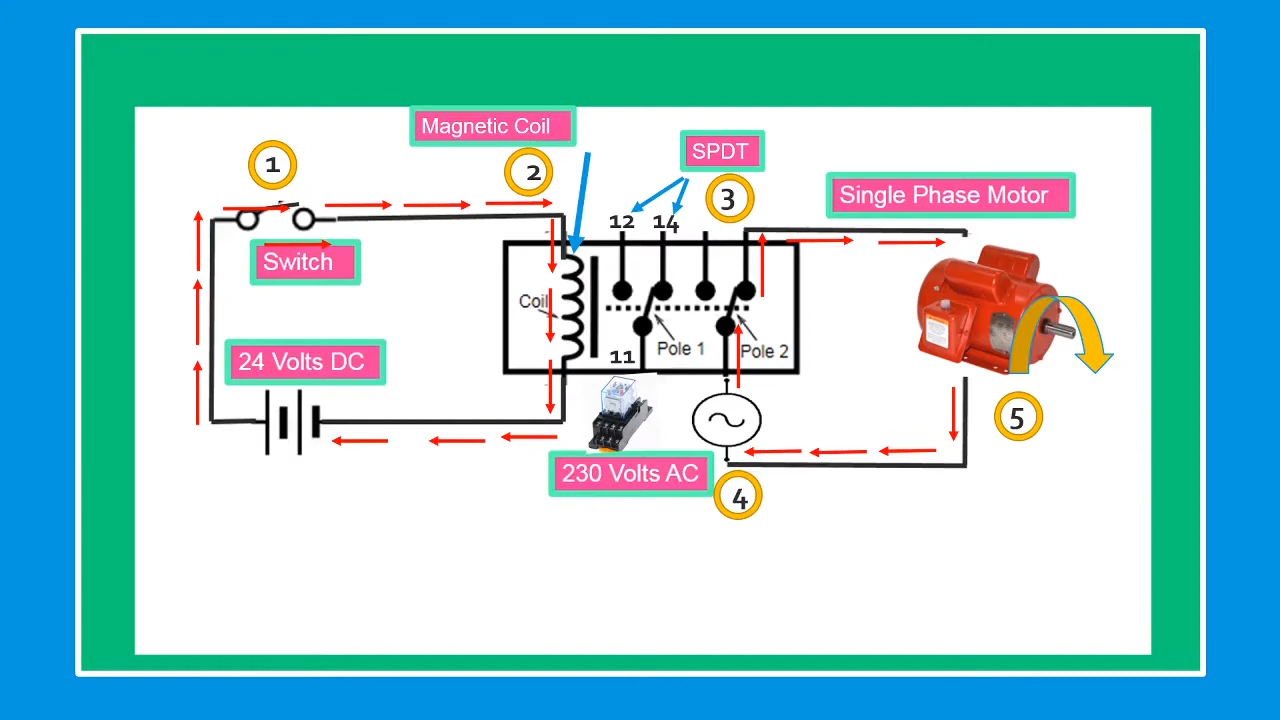 Magnetic Coil
1
2
SPDT
3
Single Phase Motor
12 14
Switch
Coil
24 Volts DC
11
Pole 1
Pole 2
5
230 Volts AC
4